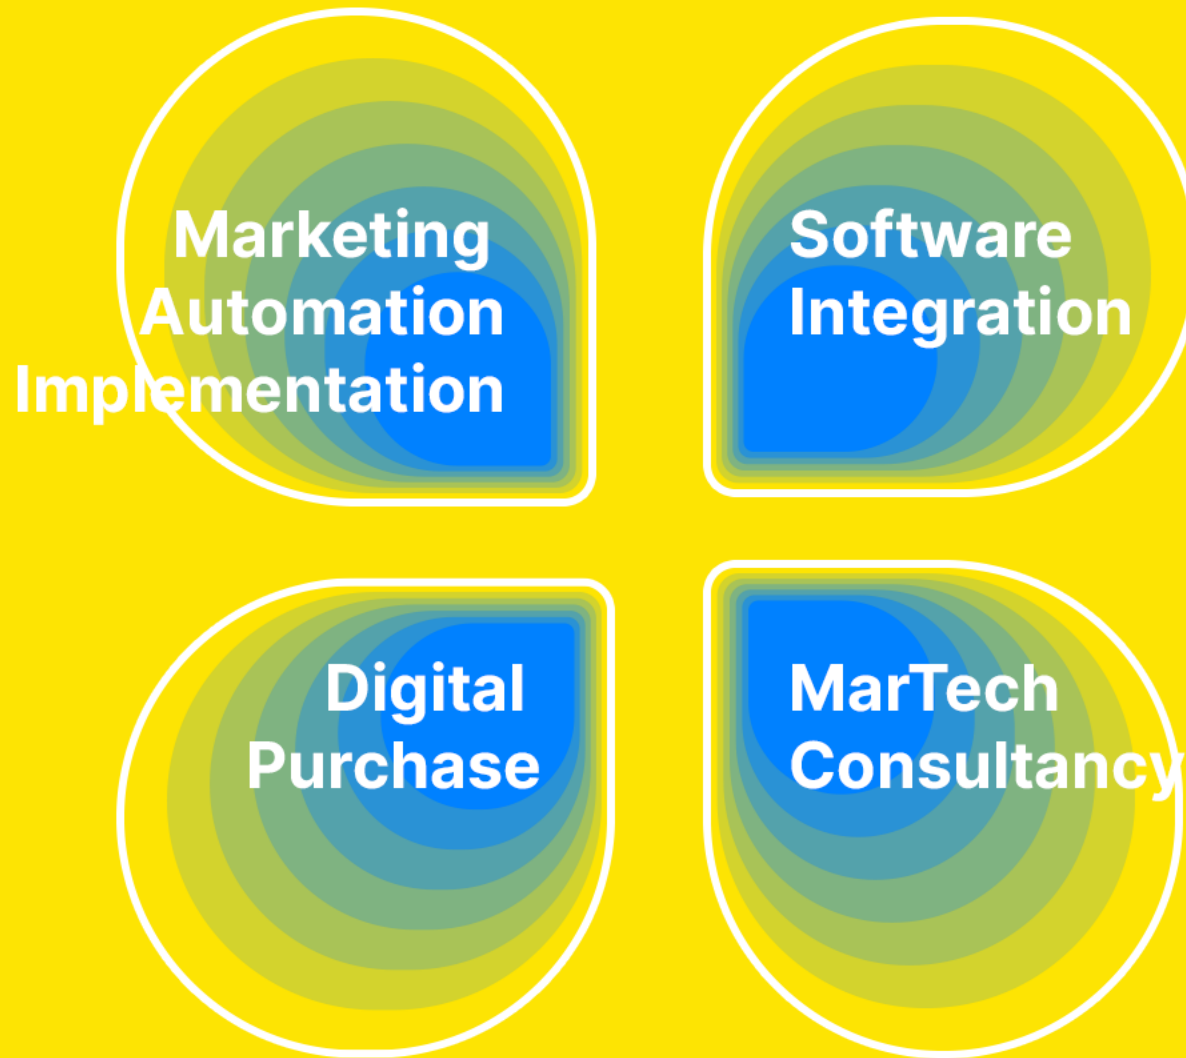 Marketing
Automation
Implementation
Software
Integration
Digital
Purchase
MarTech
Consultancy